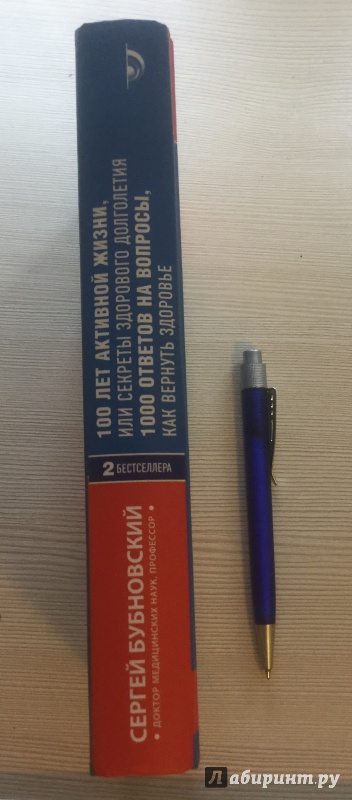 СЕРГЕЙ БУБНОВСКИЙ
• ДОКТОР МЕДИЦИНСКИХ НАУК, ПРОФЕССОР •
2 БЕСТСЕЛЛЕРА
100 ЛЕТ АКТИВНОЙ ЖИЗНИ,
ИЛИ СЕКРЕТЫ ЗДОРОВОГО ДОЛГОЛЕТИЯ
1000 ОТВЕТОВ НА ВОПРОСЫ,
КАК ВЕРНУТЬ ЗДОРОВЬЕ
Лабиринт.ру